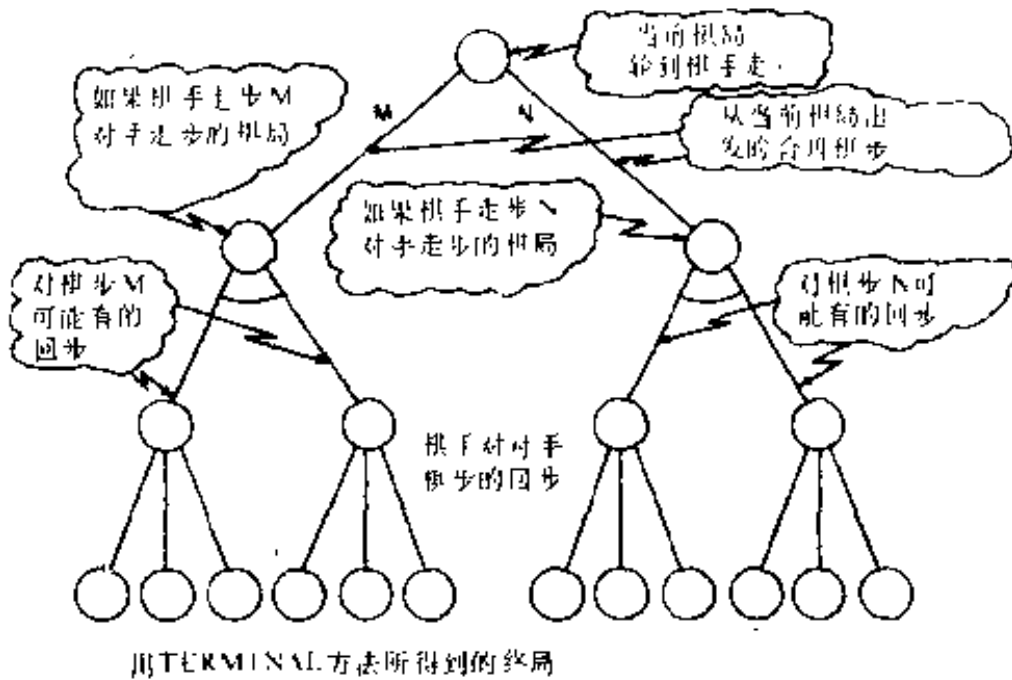 当前棋局
轮到棋手走.
如果棋手走步M
对手走步的棋局
M
N
从当前棋局出
发的合理棋步
如果棋手走步N
对手走步的棋局
对棋步M
可能有的
回步
对棋步N可
能有的回步
棋手对对手
棋步的回步
用TERMINAL方法所得到的终局